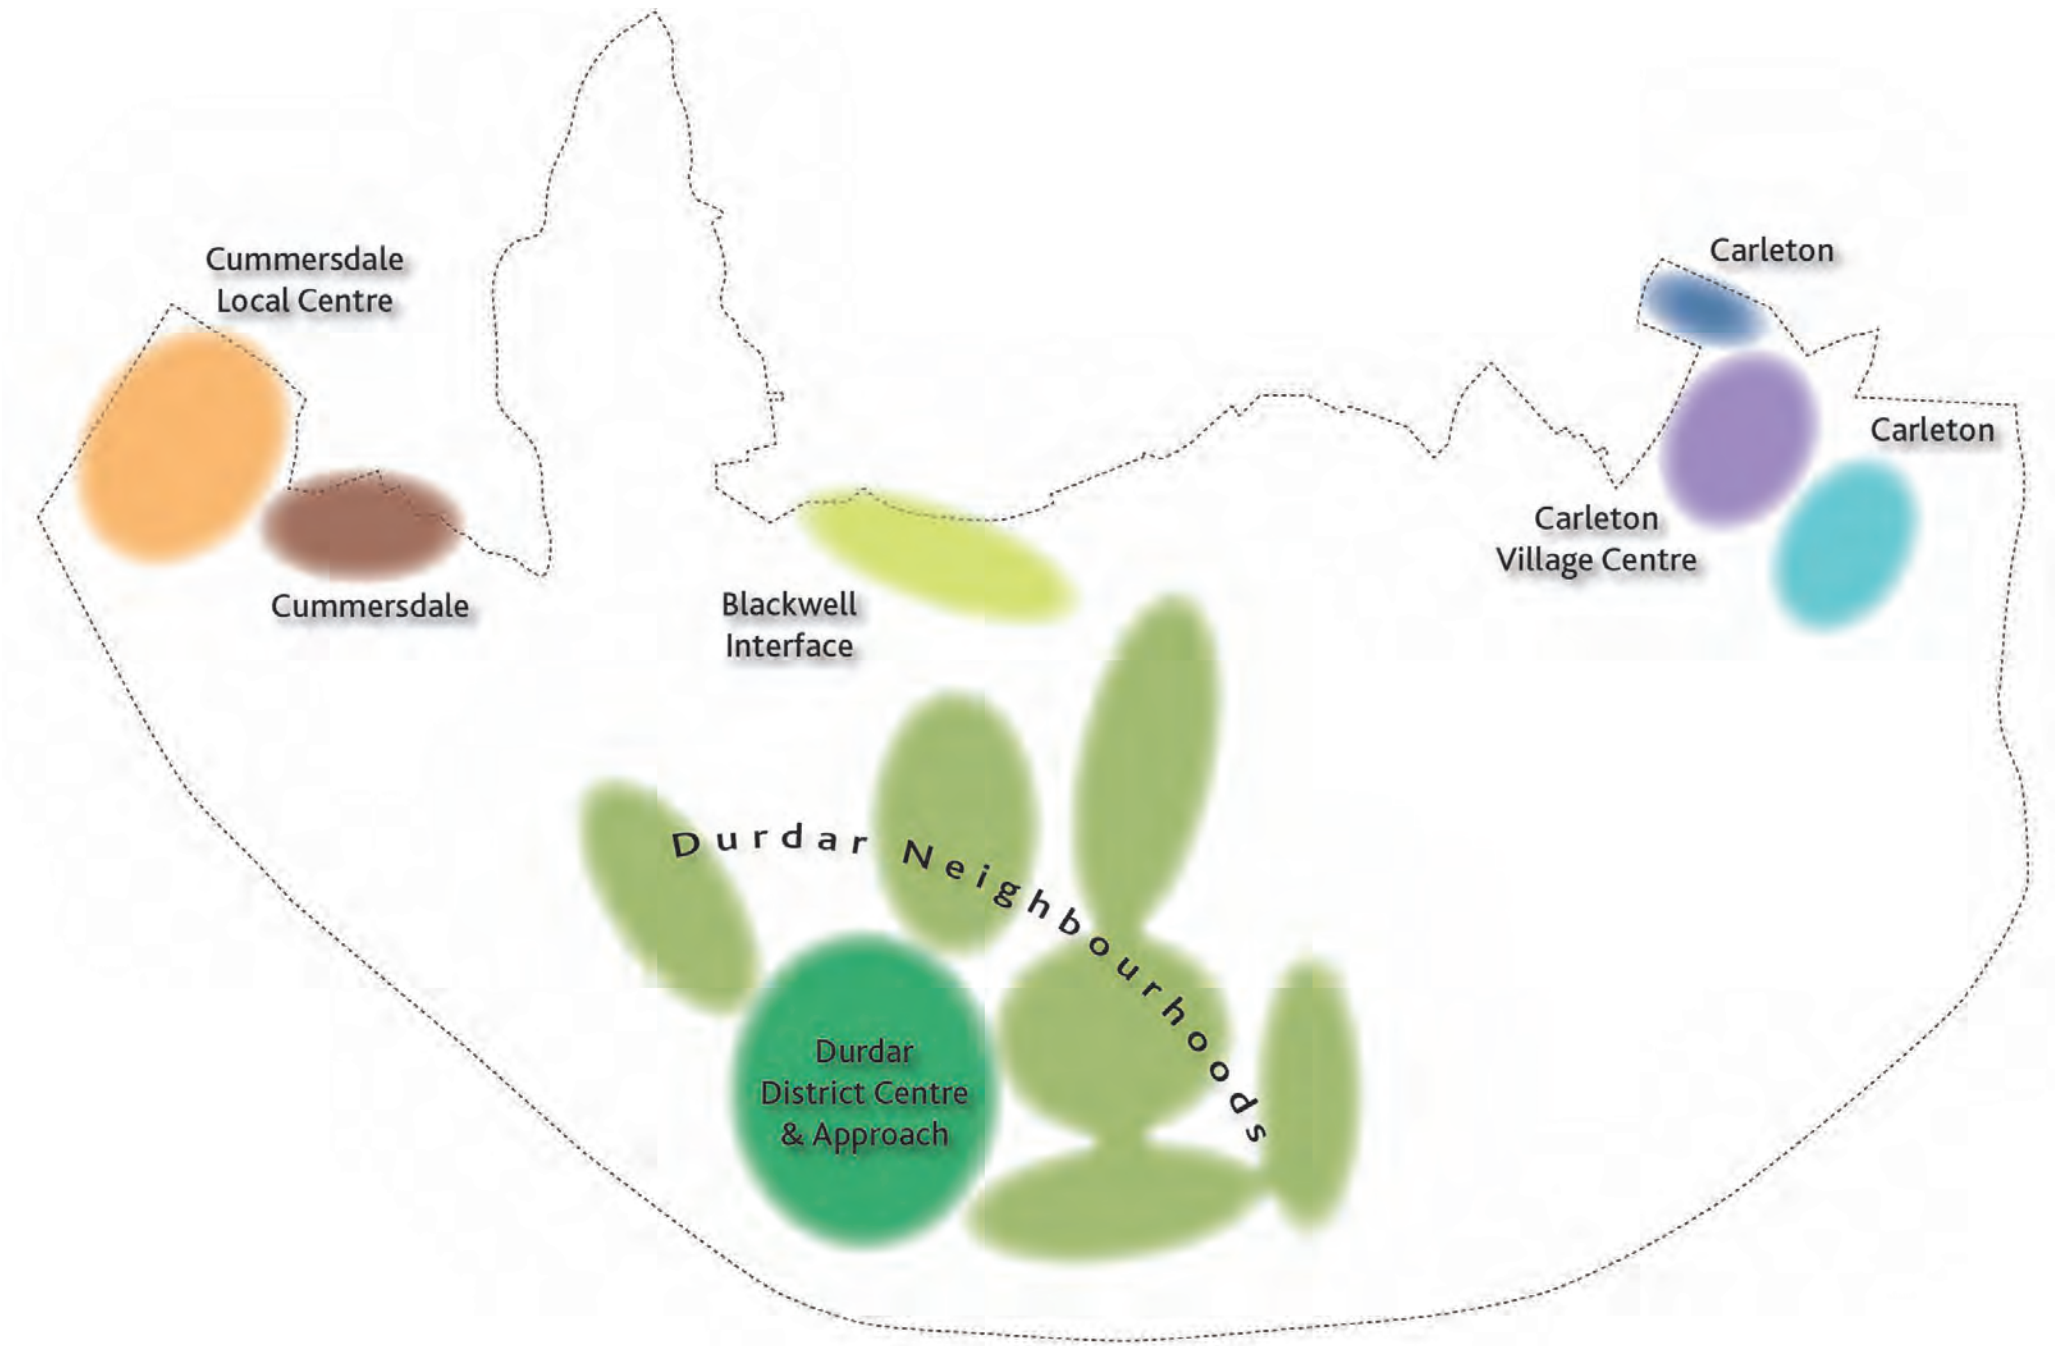 Cummersdale
Local Centre
Cummersdale
Blackwell
Interface
Carleton
Carleton
Carleton
Village Centre
Durdar Neighbourhoods
Durdar
District Centre
& Approach